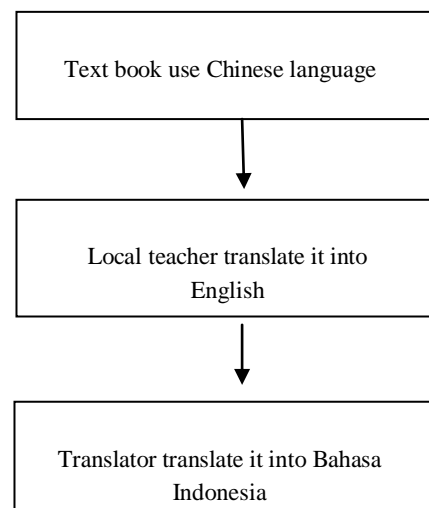 Text book use Chinese language
Local teacher translate it into
English
Translator translate it into Bahasa
Indonesia